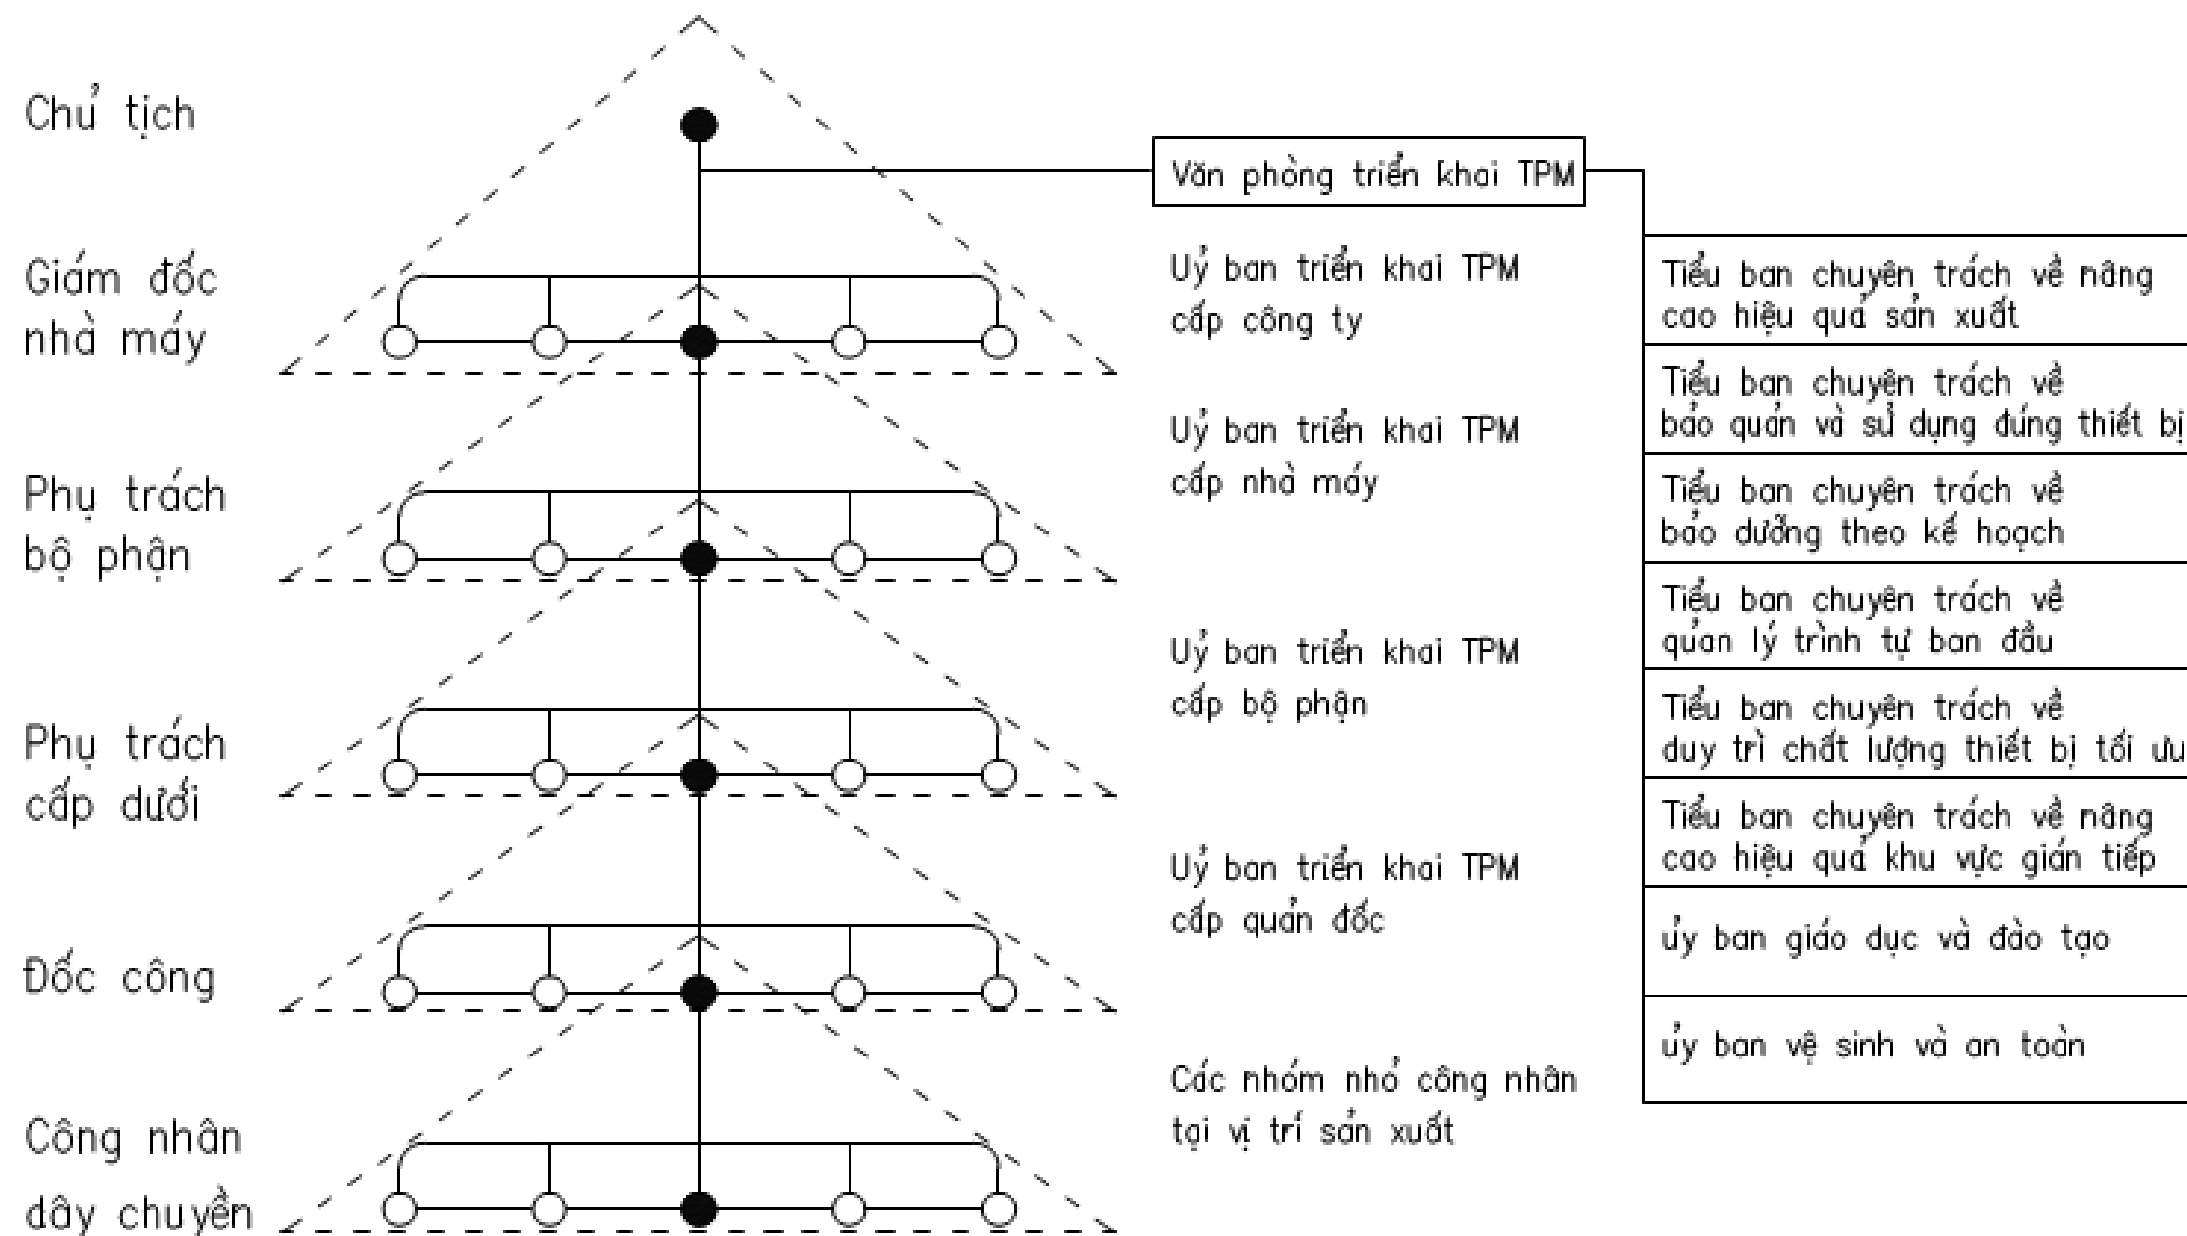 Chủ tịch
Giám đốc
nhà máy
Phụ trách
bộ phận
Phụ trách
cấp dưới
Đốc công
Công nhân
dây chuyền
Văn phòng triển khai TPM
Uỷ ban triển khai TPM
cấp công ty
Uỷ ban triển khai TPM
cấp nhà máy
Uỷ ban triển khai TPM
cấp bộ phận
Uỷ ban triển khai TPM
cấp quản đốc
Các nhóm nhỏ công nhân
tại vị trí sản xuất
Tiểu ban chuyên trách về nâng
cao hiệu quả sản xuất
Tiểu ban chuyên trách về
bảo quản và sử dụng đúng thiết bị
Tiểu ban chuyên trách về
bảo dưỡng theo kế hoạch
Tiểu ban chuyên trách về
quản lý trình tự ban đầu
Tiểu ban chuyên trách về
duy trì chất lượng thiết bị tối ưu
Tiểu ban chuyên trách về nâng
cao hiệu quả khu vực gián tiếp
ủy ban giáo dục và đào tạo
ủy ban vệ sinh và an toàn